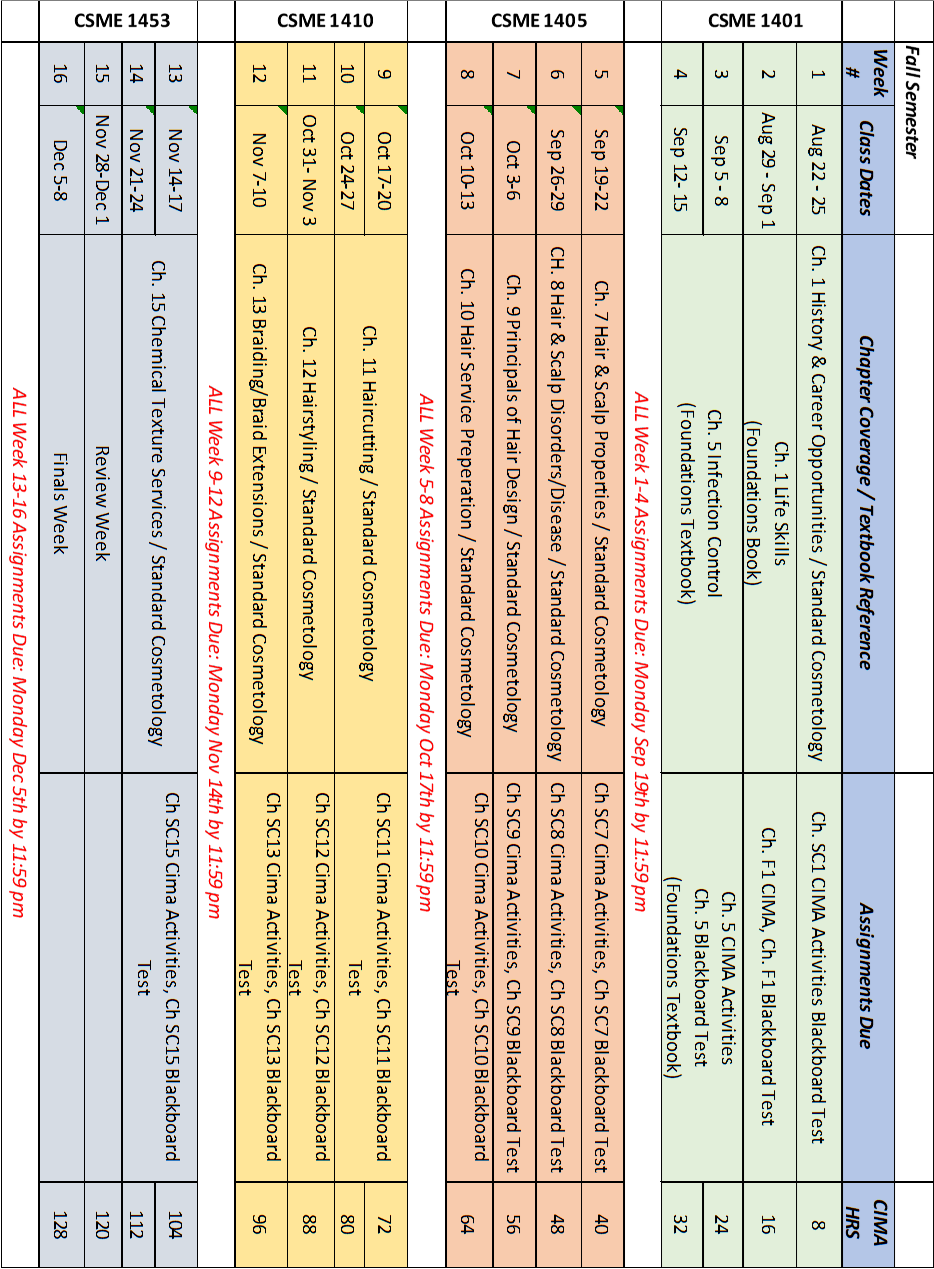 Fall Semester
Week # Class Dates Chapter Coverage / Textbook Reference Assignments Due CIMA HRS
CSME 1401
1 Aug 22 - 25 Ch. 1 History & Career Opportunities / Standard Cosmetology Ch. SC1 CIMA Activities Blackboard Test 8
2 Aug 29 - Sep 1 Ch. 1 Life Skills (Foundations Book) Ch. F1 CIMA, Ch. F1 Blackboard Test 16
3 Sep 5 - 8 Ch. 5 Infection Control (Foundations Textbook) Ch. 5 CIMA Activities Ch. 5 Blackboard Test (Foundations Textbook) 24
4 Sep 12- 15 32
ALL Week 1-4 Assignments Due: Monday Sep 19th by 11:59 pm
CSME 1405
5 Sep 19-22 Ch. 7 Hair & Scalp Properties / Standard Cosmetology Ch SC7 Cima Activities, Ch SC7 Blackboard Test 40
6 Sep 26-29 CH. 8 Hair & Scalp Disorders/Disease / Standard Cosmetology Ch SC8 Cima Activities, Ch SC8 Blackboard Test 48
7 Oct 3-6 Ch. 9 Principals of Hair Design / Standard Cosmetology Ch SC9 Cima Activities, Ch SC9 Blackboard Test 56
8 Oct 10-13 Ch. 10 Hair Service Preperation / Standard Cosmetology Ch SC10 Cima Activities, Ch SC10 Blackboard Test 64
ALL Week 5-8 Assignments Due: Monday Oct 17th by 11:59 pm
CSME 1410
9 Oct 17-20 Ch. 11 Haircutting / Standard Cosmetology Ch SC11 Cima Activities, Ch SC11 Blackboard Test 72
10 Oct 24-27 80
11 Oct 31- Nov 3 Ch. 12 Hairstyling / Standard Cosmetology Ch SC12 Cima Activities, Ch SC12 Blackboard Test 88
12 Nov 7-10 Ch. 13 Braiding/Braid Extensions / Standard Cosmetology Ch SC13 Cima Activities, Ch SC13 Blackboard Test 96
ALL Week 9-12 Assignments Due: Monday Nov 14th by 11:59 pm
CSME 1453
13 Nov 14-17 Ch. 15 Chemical Texture Services / Standard Cosmetology Ch SC15 Cima Activities, Ch SC15 Blackboard Test 104
14 Nov 21-24 112
15 Nov 28-Dec 1 Review Week 120
16 Dec 5-8 Finals Week 128
ALL Week 13-16 Assignments Due: Monday Dec 5th by 11:59 pm